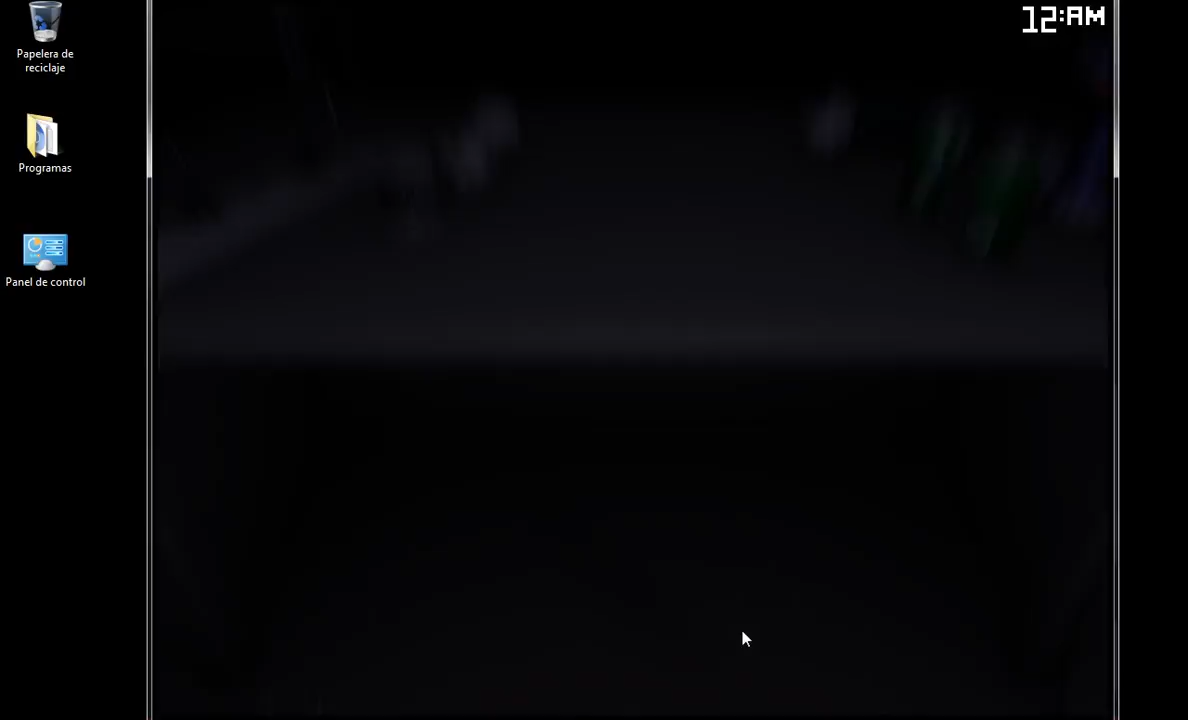 12:AM
Papelera de
reciclaje
Programas
Panel de control